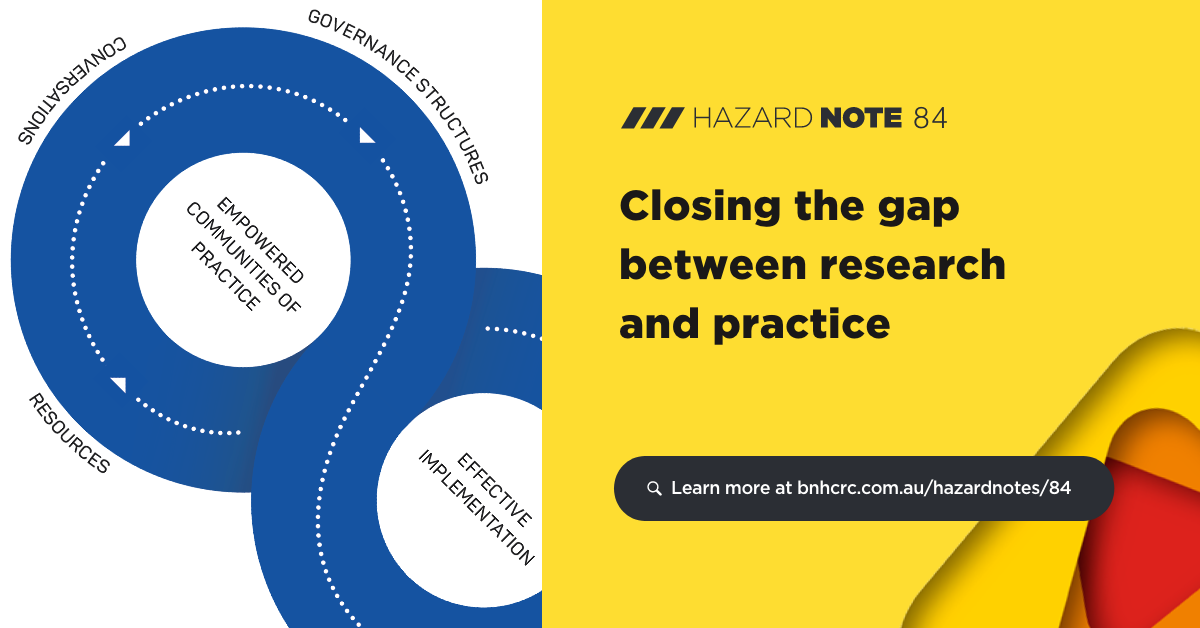 CONVERSATIONS
GOVERNANCE STRUCTURES
EMPOWERED
COMMUNITIES OF
PRACTICE
RESOURCES
EFFECTIVE
IMPLEMENTATION
HAZARD NOTE 84
Closing the gap
between research
and practice
Learn more at bnhcrc.com.au/hazardnotes/84